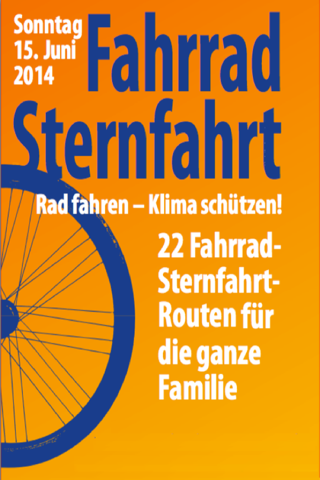 Sonntag
15. Juni
2014
Fahrrad
Sternfahrt
Rad fahren – Klima schützen!
22 Fahrrad-
Sternfahrt-
Routen für
die ganze
Familie